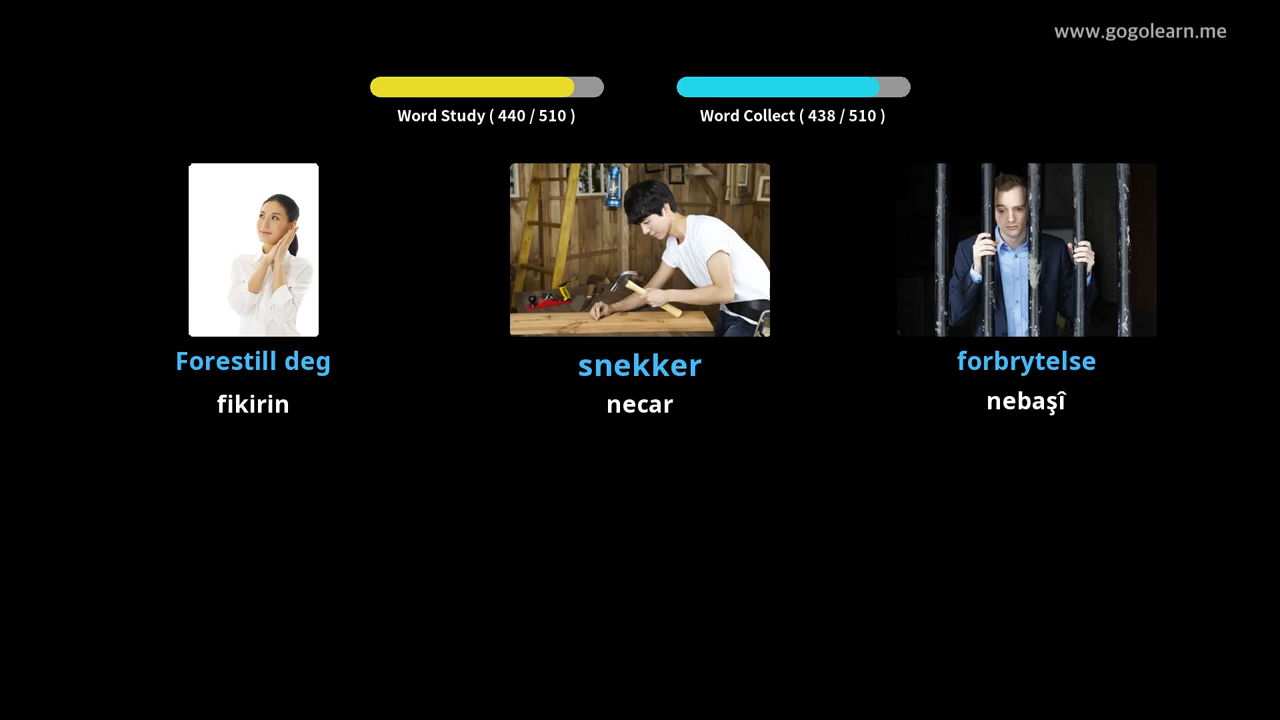 www.gogolearn.me
Word Study ( 440 / 510 )
Word Collect ( 438 / 510 )
Forestill deg
fikirin
snekker
necar
forbrytelse
nebaşî